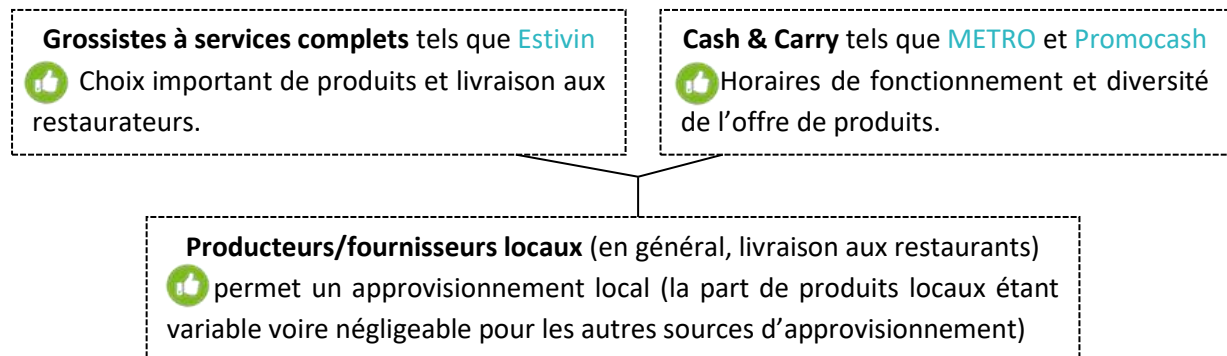 Grossistes à services complets tels que Estivin
Choix important de produits et livraison aux
restaurateurs.
Cash & Carry tels que METRO et Promocash
Horaires de fonctionnement et diversité
de l'offre de produits.
Producteurs/fournisseurs locaux (en général, livraison aux restaurants)
permet un approvisionnement local (la part de produits locaux étant
variable voire négligeable pour les autres sources d'approvisionnement)